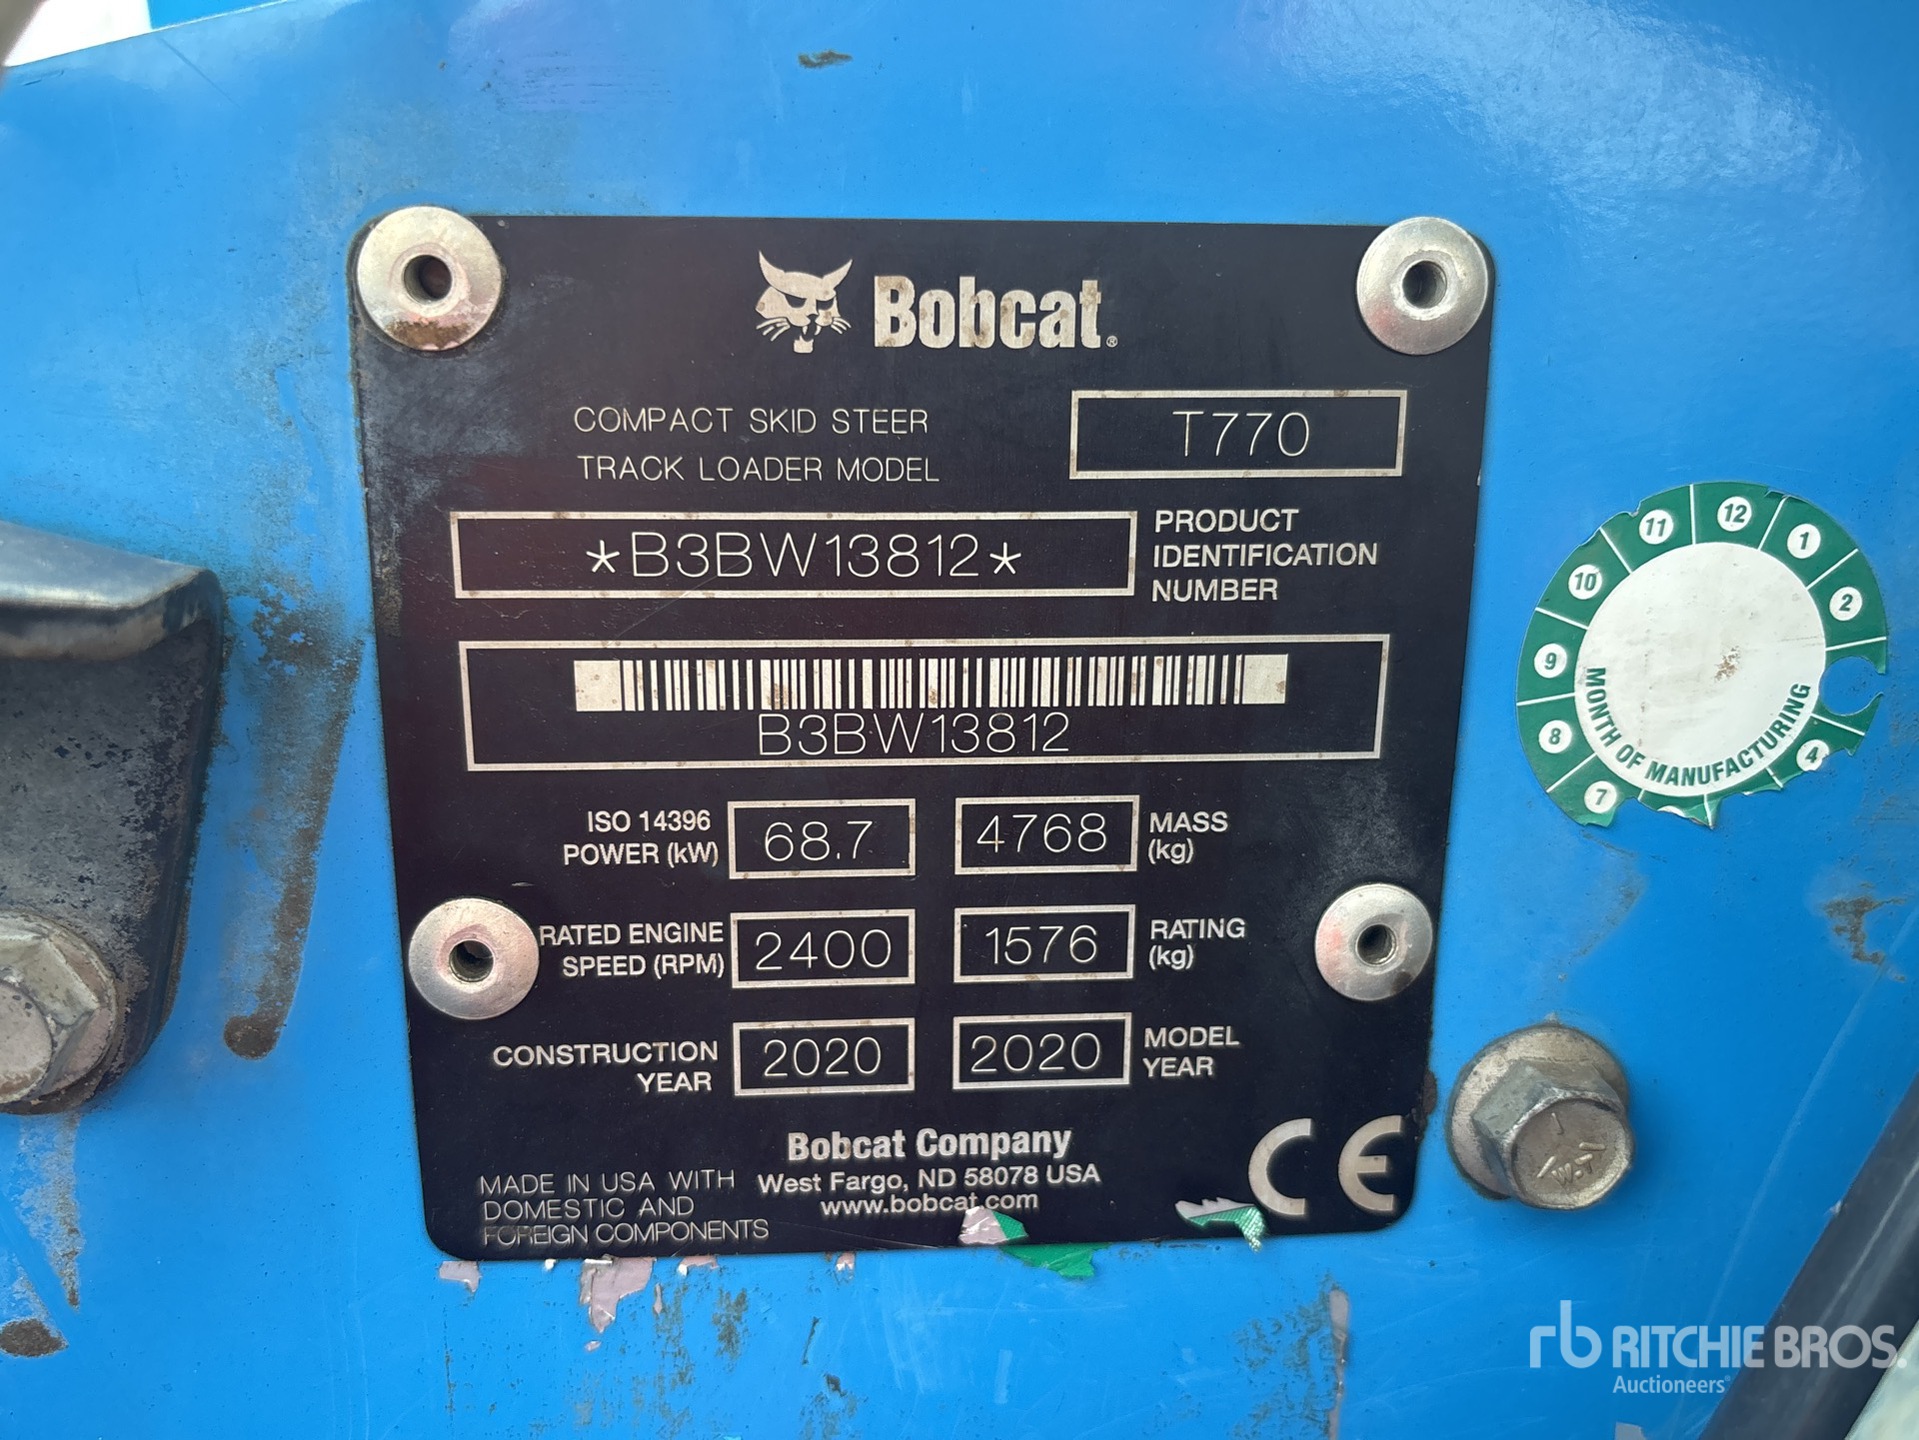 Bobcat®
COMPACT SKID STEER
TRACK LOADER MODEL
T770
*B3BW13812*
PRODUCT
IDENTIFICATION
NUMBER
B3BW13812
ISO 14396
POWER (kW)
68.7
4768
MASS
(kg)
RATED ENGINE
SPEED (RPM)
2400
1576
RATING
(kg)
CONSTRUCTION
YEAR
2020
2020
MODEL
YEAR
Bobcat Company
West Fargo, ND 58078 USA
www.bobcat.com
MADE IN USA WITH
DOMESTIC AND
FOREIGN COMPONENTS
CE
12
1
2
4
7
8
9
10
11
MONTH OF MANUFACTURING
rb RITCHIE BROS.
Auctioneers®